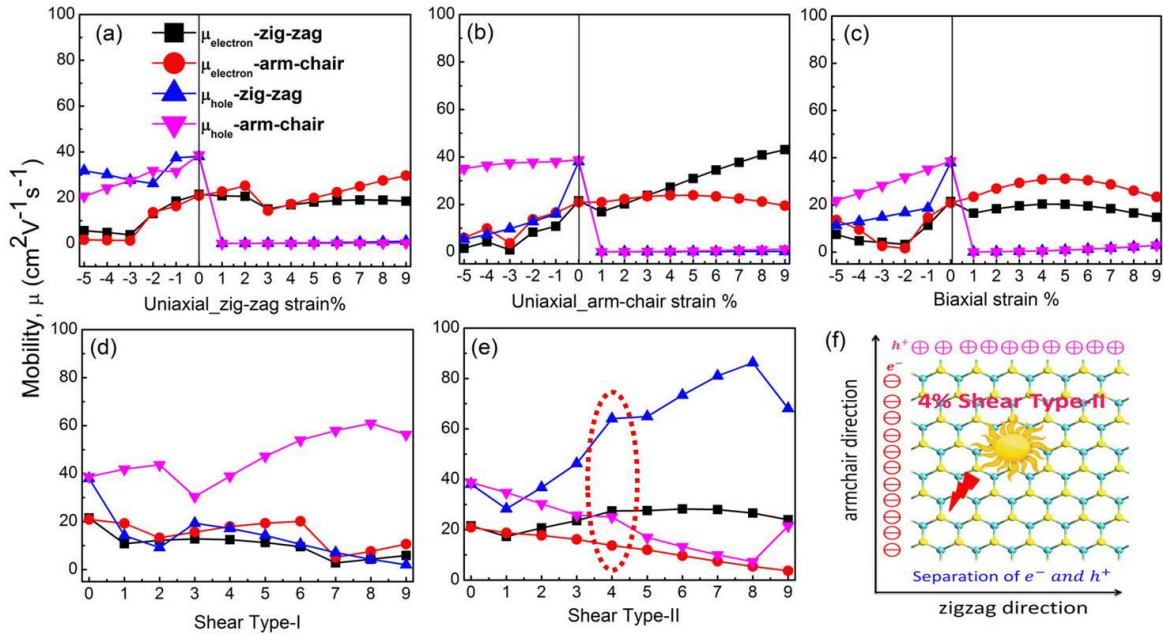 Mobility, μ (cm²V⁻¹s⁻¹)
(a)
μelectron-zig-zag
μelectron-arm-chair
μhole-zig-zag
μhole-arm-chair
100
80
60
40
20
0
-5 -4 -3 -2 -1 0 1 2 3 4 5 6 7 8 9
Uniaxial_zig-zag strain%
(b)
100
80
60
40
20
0
-5 -4 -3 -2 -1 0 1 2 3 4 5 6 7 8 9
Uniaxial_arm-chair strain %
(c)
100
80
60
40
20
0
-5 -4 -3 -2 -1 0 1 2 3 4 5 6 7 8 9
Biaxial strain %
(d)
100
80
60
40
20
0
0 1 2 3 4 5 6 7 8 9
Shear Type-I
(e)
100
80
60
40
20
0
0 1 2 3 4 5 6 7 8 9
Shear Type-II
(f)
h⁺ ⊕ ⊕ ⊕ ⊕ ⊕ ⊕ ⊕ ⊕ ⊕ ⊕
e⁻
4% Shear Type-II
armchair direction
Separation of e⁻ and h⁺
zigzag direction